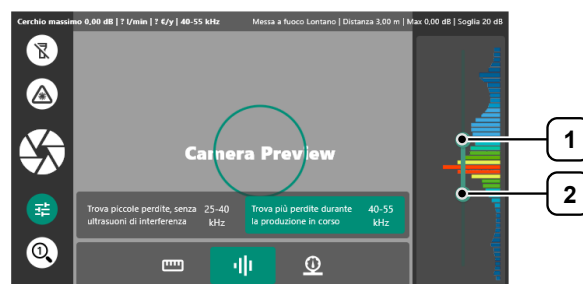 Cerchio massimo 0,00 dB | ? l/min | ? €/y | 40-55 kHz
Messa a fuoco Lontano | Distanza 3,00 m | Max 0,00 dB | Soglia 20 dB
Camera Preview
Trova piccole perdite, senza ultrasuoni di interferenza
25-40 kHz
Trova più perdite durante la produzione in corso
40-55 kHz
1
1
2